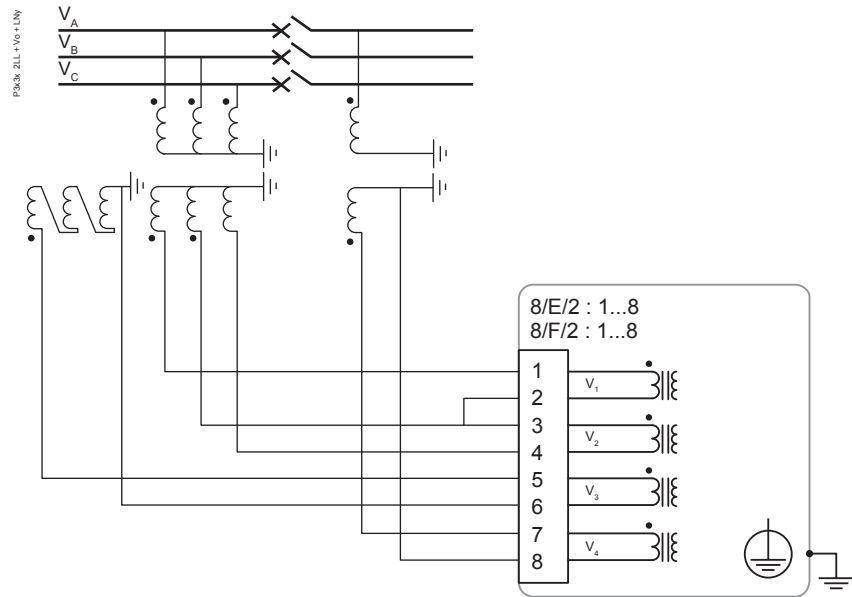 P3x3x 2LL + Vo + LNy
VA
VB
VC
8/E/2 : 1...8
8/F/2 : 1...8
1
V1
2
3
V2
4
5
V3
6
7
V4
8